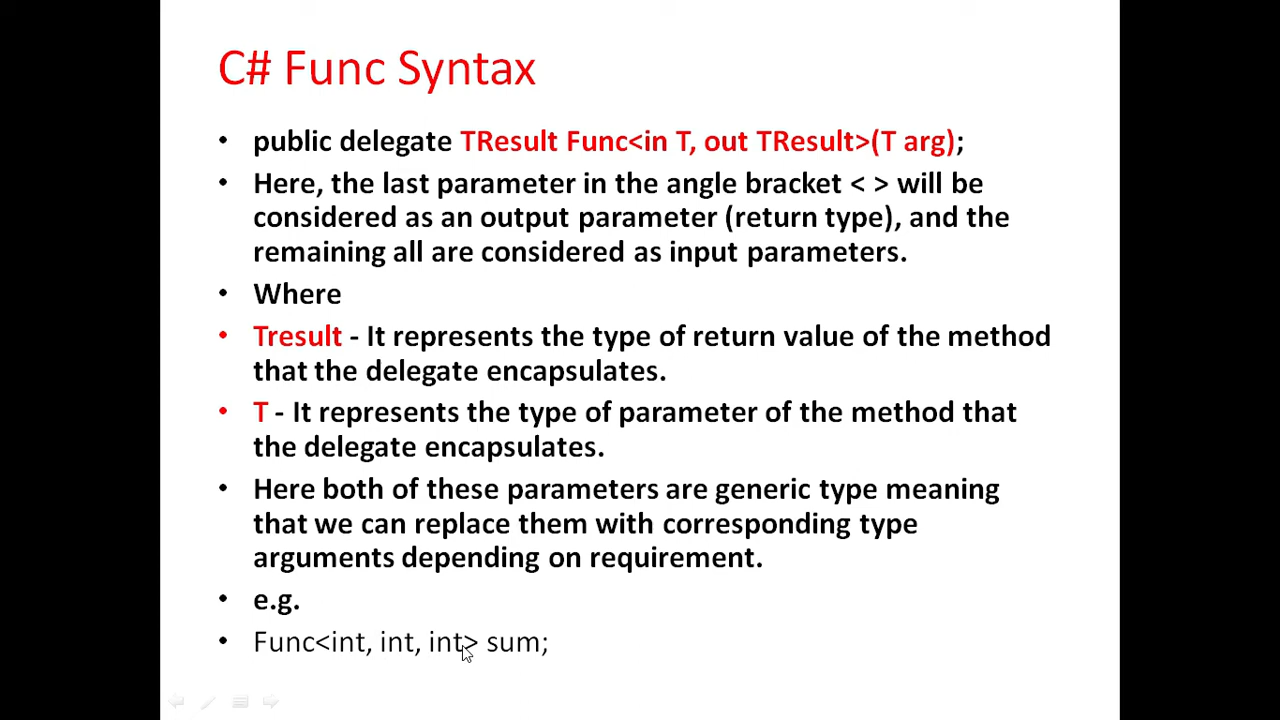 C# Func Syntax
• public delegate TResult Func<in T, out TResult>(T arg);
• Here, the last parameter in the angle bracket < > will be
considered as an output parameter (return type), and the
remaining all are considered as input parameters.
• Where
• Tresult - It represents the type of return value of the method
that the delegate encapsulates.
• T - It represents the type of parameter of the method that
the delegate encapsulates.
• Here both of these parameters are generic type meaning
that we can replace them with corresponding type
arguments depending on requirement.
• e.g.
• Func<int, int, int> sum;